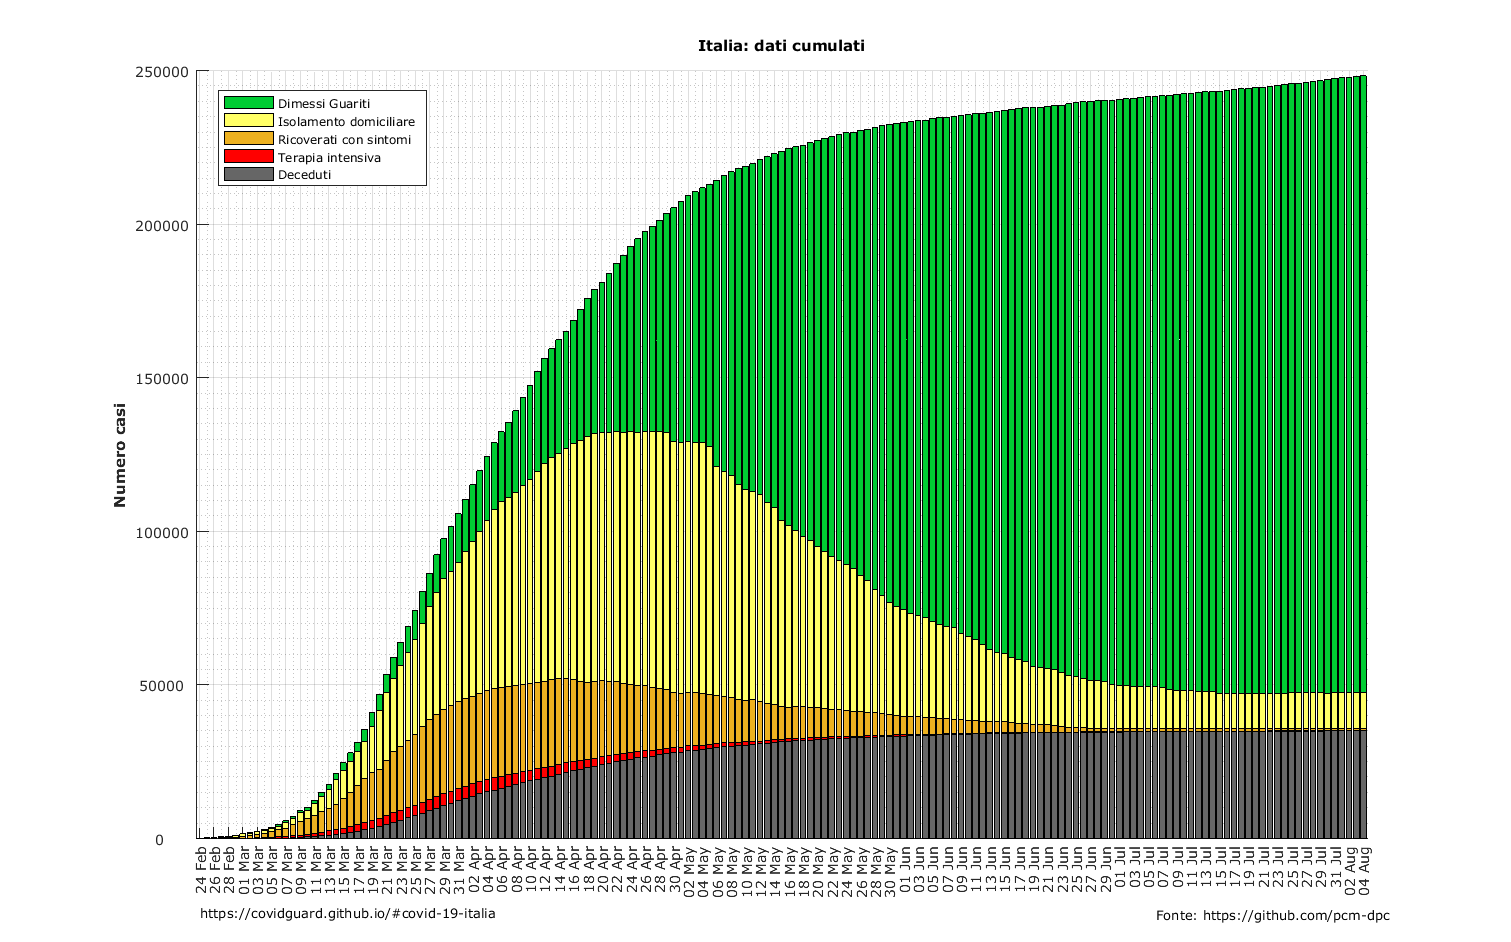 Italia: dati cumulati
250000
200000
150000
100000
50000
0
Numero casi
Dimessi Guariti
Isolamento domiciliare
Ricoverati con sintomi
Terapia intensiva
Deceduti
24 Feb
26 Feb
28 Feb
01 Mar
03 Mar
05 Mar
07 Mar
09 Mar
11 Mar
13 Mar
15 Mar
17 Mar
19 Mar
21 Mar
23 Mar
25 Mar
27 Mar
29 Mar
31 Mar
02 Apr
04 Apr
06 Apr
08 Apr
10 Apr
12 Apr
14 Apr
16 Apr
18 Apr
20 Apr
22 Apr
24 Apr
26 Apr
28 Apr
30 Apr
02 May
04 May
06 May
08 May
10 May
12 May
14 May
16 May
18 May
20 May
22 May
24 May
26 May
28 May
30 May
01 Jun
03 Jun
05 Jun
07 Jun
09 Jun
11 Jun
13 Jun
15 Jun
17 Jun
19 Jun
21 Jun
23 Jun
25 Jun
27 Jun
29 Jun
01 Jul
03 Jul
05 Jul
07 Jul
09 Jul
11 Jul
13 Jul
15 Jul
17 Jul
19 Jul
21 Jul
23 Jul
25 Jul
27 Jul
29 Jul
31 Jul
02 Aug
04 Aug
https://covidguard.github.io/#covid-19-italia
Fonte: https://github.com/pcm-dpc